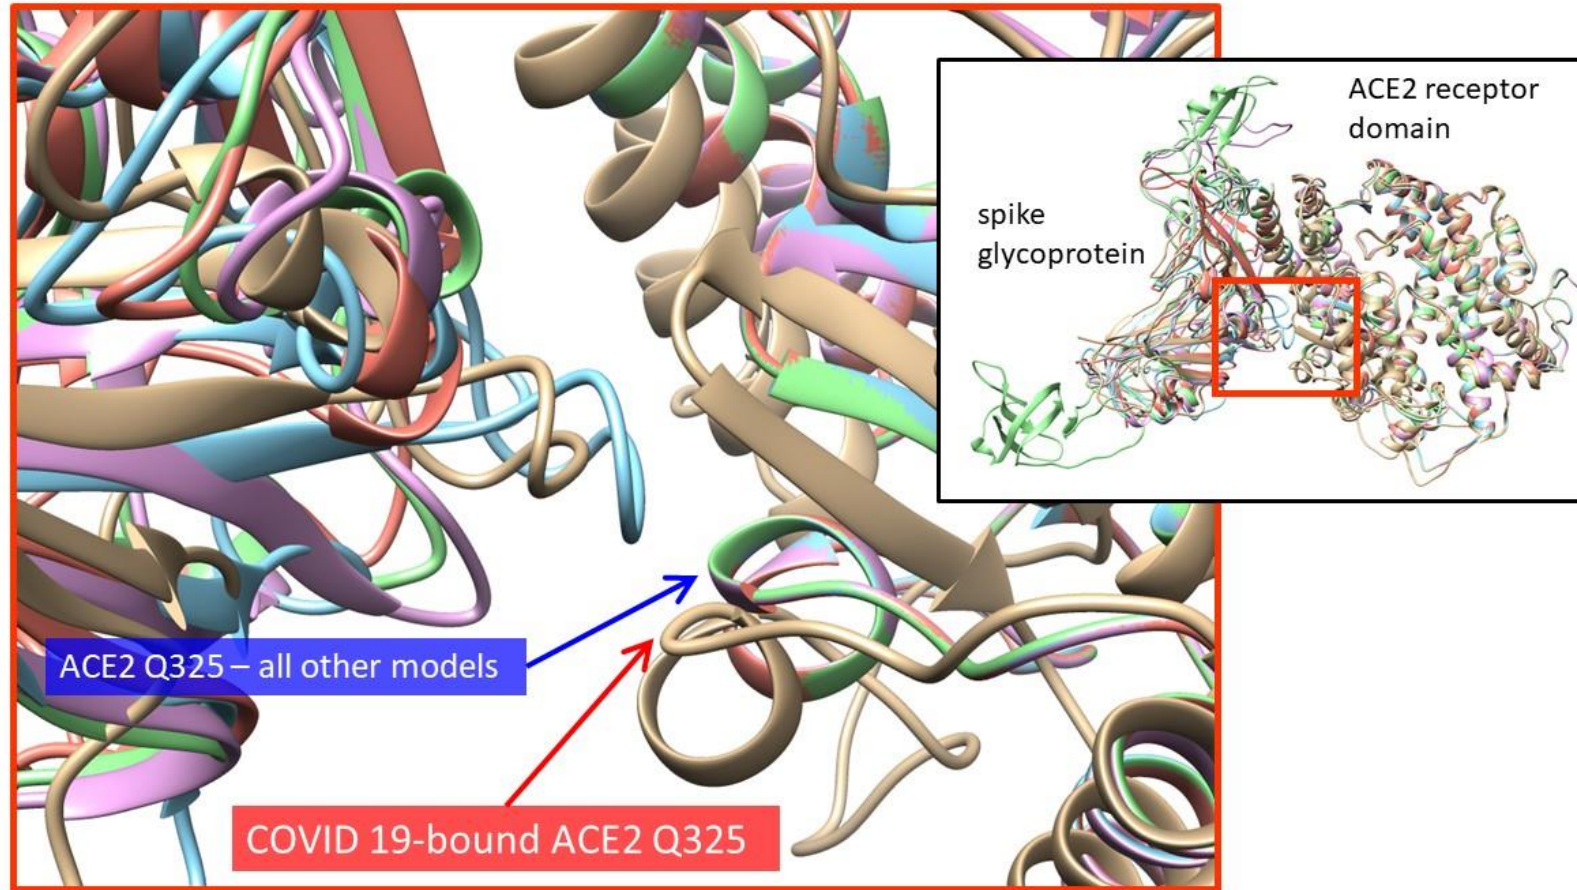 ACE2 receptor
domain
spike
glycoprotein
ACE2 Q325 – all other models
COVID 19-bound ACE2 Q325